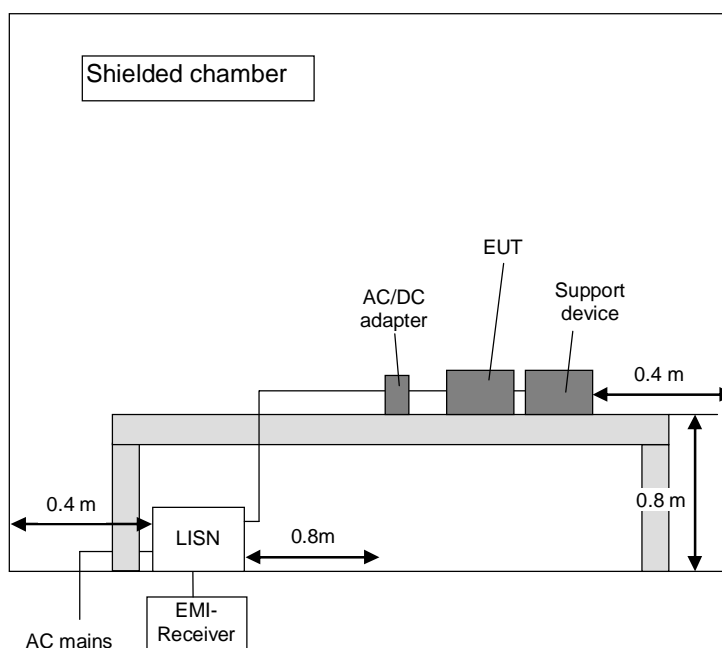 Shielded chamber
EUT
AC/DC
adapter
Support
device
0.4 m
0.4 m
0.8 m
LISN
0.8m
EMI-
Receiver
AC mains